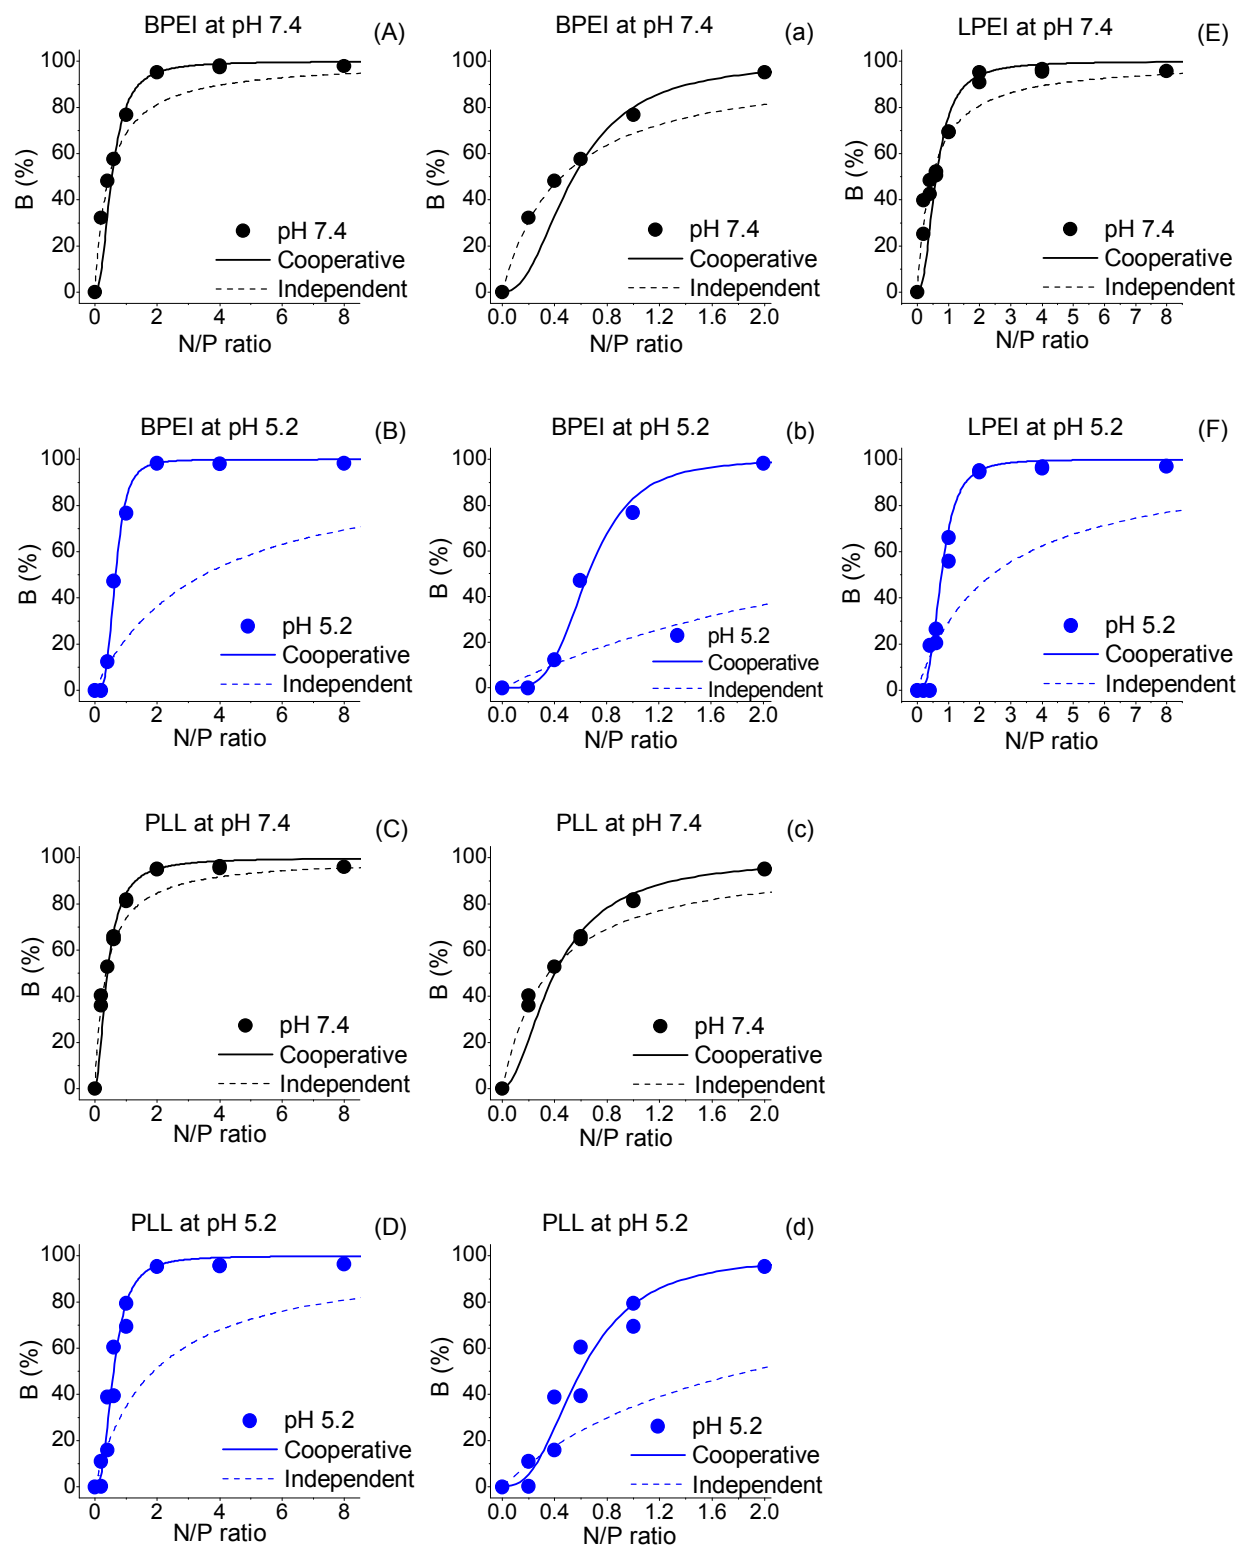 BPEI at pH 7.4
(A)
B (%)
100
80
60
40
20
0
pH 7.4
Cooperative
Independent
0 2 4 6 8
N/P ratio
BPEI at pH 7.4
(a)
B (%)
100
80
60
40
20
0
pH 7.4
Cooperative
Independent
0.0 0.4 0.8 1.2 1.6 2.0
N/P ratio
LPEI at pH 7.4
(E)
B (%)
100
80
60
40
20
0
pH 7.4
Cooperative
Independent
0 1 2 3 4 5 6 7 8
N/P ratio
BPEI at pH 5.2
(B)
B (%)
100
80
60
40
20
0
pH 5.2
Cooperative
Independent
0 2 4 6 8
N/P ratio
BPEI at pH 5.2
(b)
B (%)
100
80
60
40
20
0
pH 5.2
Cooperative
Independent
0.0 0.4 0.8 1.2 1.6 2.0
N/P ratio
LPEI at pH 5.2
(F)
B (%)
100
80
60
40
20
0
pH 5.2
Cooperative
Independent
0 1 2 3 4 5 6 7 8
N/P ratio
PLL at pH 7.4
(C)
B (%)
100
80
60
40
20
0
pH 7.4
Cooperative
Independent
0 2 4 6 8
N/P ratio
PLL at pH 7.4
(c)
B (%)
100
80
60
40
20
0
pH 7.4
Cooperative
Independent
0.0 0.4 0.8 1.2 1.6 2.0
N/P ratio
PLL at pH 5.2
(D)
B (%)
100
80
60
40
20
0
pH 5.2
Cooperative
Independent
0 2 4 6 8
N/P ratio
PLL at pH 5.2
(d)
B (%)
100
80
60
40
20
0
pH 5.2
Cooperative
Independent
0.0 0.4 0.8 1.2 1.6 2.0
N/P ratio